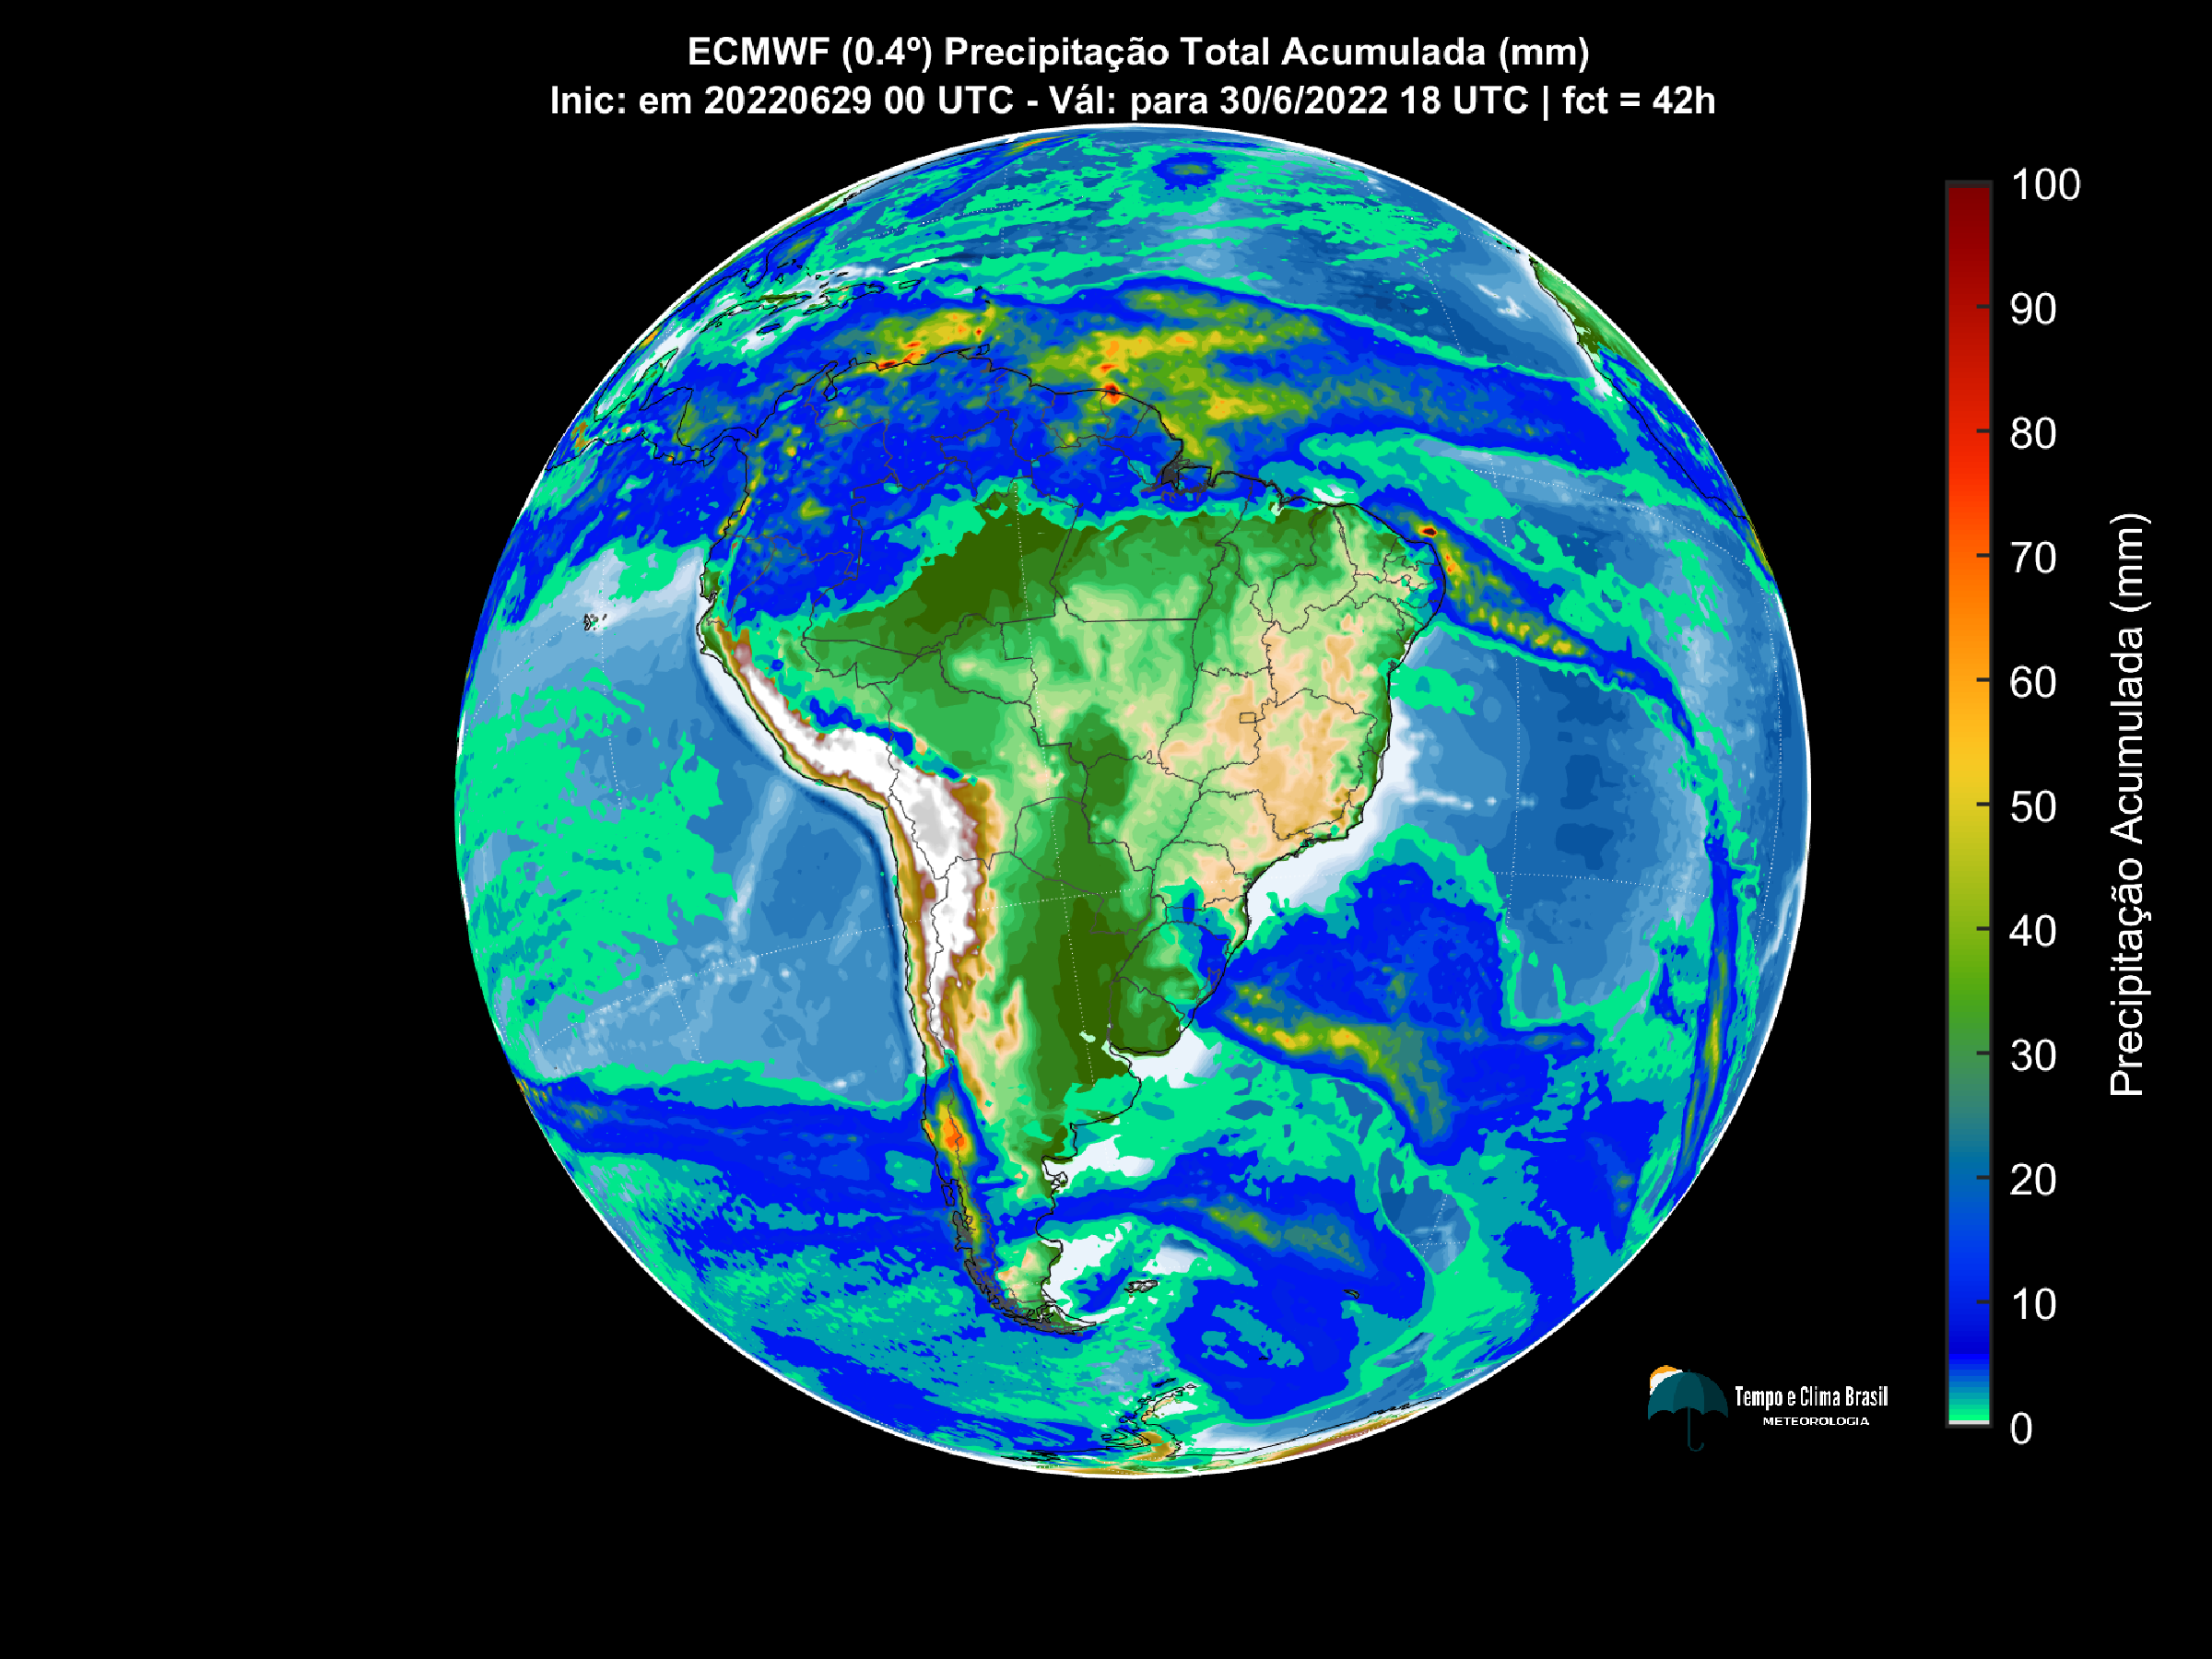 ECMWF (0.4º) Precipitação Total Acumulada (mm)
Inic: em 20220629 00 UTC - Vál: para 30/6/2022 18 UTC | fct = 42h
100
90
80
70
60
50
40
30
20
10
0
Precipitação Acumulada (mm)
Tempo e Clima Brasil
METEOROLOGIA